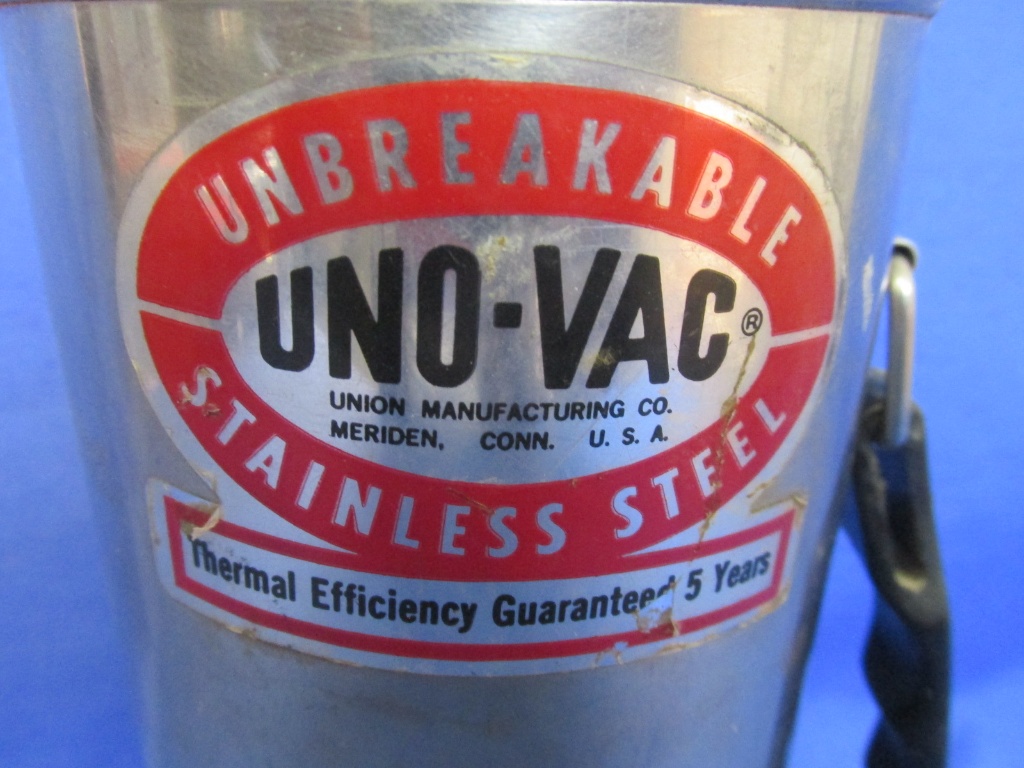 UNBREAKABLE
UNO-VAC®
UNION MANUFACTURING CO.
MERIDEN, CONN. U. S. A.
STAINLESS STEEL
Thermal Efficiency Guaranteed 5 Years